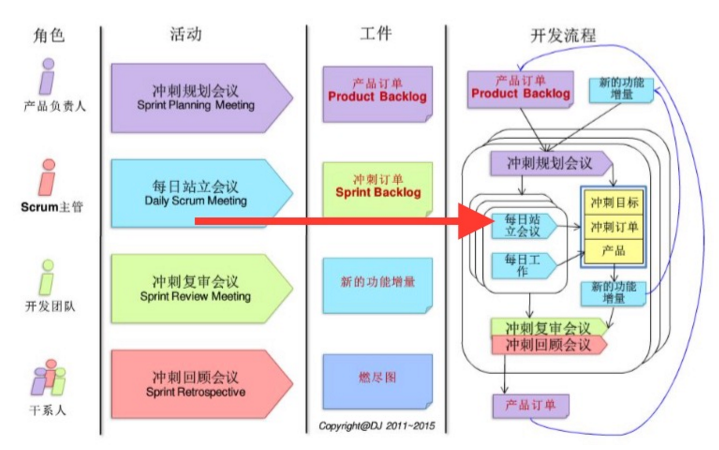 角色
活动
工件
开发流程
产品负责人
冲刺规划会议
Sprint Planning Meeting
产品订单
Product Backlog
产品订单
Product Backlog
新的功能
增量
Scrum主管
每日站立会议
Daily Scrum Meeting
冲刺订单
Sprint Backlog
冲刺规划会议
每日站
立会议
每日工
作
冲刺目标
冲刺订单
产品
新的功能
增量
开发团队
冲刺复审会议
Sprint Review Meeting
新的功能增量
冲刺复审会议
冲刺回顾会议
干系人
冲刺回顾会议
Sprint Retrospective
燃尽图
产品订单
Copyright@DJ 2011~2015